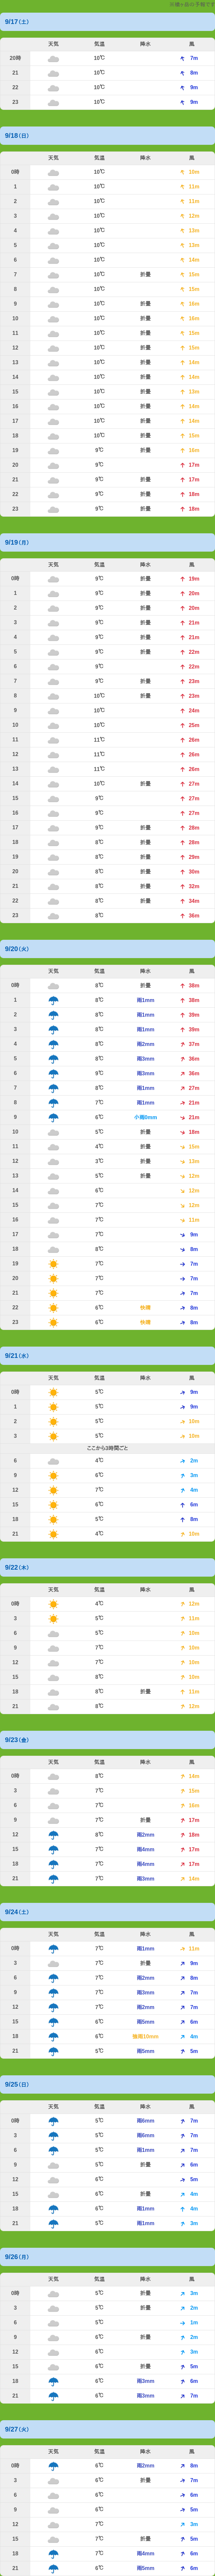 9/17(土)
天気 気温 降水 風
20時 10℃ 7m
21 10℃ 8m
22 10℃ 9m
23 10℃ 9m
9/18(日)
天気 気温 降水 風
0時 10℃ 10m
1 10℃ 11m
2 10℃ 11m
3 10℃ 12m
4 10℃ 13m
5 10℃ 13m
6 10℃ 14m
7 10℃ 折畳 15m
8 10℃ 15m
9 10℃ 折畳 16m
10 10℃ 折畳 16m
11 10℃ 折畳 15m
12 10℃ 折畳 15m
13 10℃ 折畳 14m
14 10℃ 折畳 14m
15 10℃ 折畳 13m
16 10℃ 折畳 14m
17 10℃ 折畳 14m
18 10℃ 折畳 15m
19 9℃ 折畳 16m
20 9℃ 17m
21 9℃ 折畳 17m
22 9℃ 折畳 18m
23 9℃ 折畳 18m
9/19(月)
天気 気温 降水 風
0時 9℃ 折畳 19m
1 9℃ 折畳 20m
2 9℃ 折畳 20m
3 9℃ 折畳 21m
4 9℃ 折畳 21m
5 9℃ 折畳 22m
6 9℃ 22m
7 9℃ 折畳 23m
8 10℃ 折畳 23m
9 10℃ 24m
10 10℃ 25m
11 11℃ 26m
12 11℃ 26m
13 11℃ 26m
14 10℃ 折畳 27m
15 9℃ 27m
16 9℃ 27m
17 9℃ 折畳 28m
18 8℃ 折畳 28m
19 8℃ 折畳 29m
20 8℃ 折畳 30m
21 8℃ 折畳 32m
22 8℃ 折畳 34m
23 8℃ 36m
9/20(火)
天気 気温 降水 風
0時 8℃ 折畳 38m
1 8℃ 雨1mm 38m
2 8℃ 雨1mm 39m
3 8℃ 雨1mm 39m
4 8℃ 雨2mm 37m
5 8℃ 雨3mm 36m
6 9℃ 雨3mm 36m
7 8℃ 雨1mm 27m
8 7℃ 雨1mm 21m
9 6℃ 小雨0mm 21m
10 5℃ 折畳 18m
11 4℃ 折畳 15m
12 3℃ 折畳 13m
13 5℃ 折畳 12m
14 6℃ 12m
15 7℃ 12m
16 7℃ 11m
17 7℃ 9m
18 8℃ 8m
19 7℃ 7m
20 7℃ 7m
21 7℃ 7m
22 6℃ 快晴 8m
23 6℃ 快晴 8m
9/21(水)
天気 気温 降水 風
0時 5℃ 9m
1 5℃ 9m
2 5℃ 10m
3 5℃ 10m
ここから3時間ごと
6 4℃ 2m
9 6℃ 3m
12 7℃ 4m
15 6℃ 6m
18 5℃ 8m
21 4℃ 10m
9/22(木)
天気 気温 降水 風
0時 4℃ 12m
3 5℃ 11m
6 5℃ 10m
9 7℃ 10m
12 7℃ 10m
15 8℃ 10m
18 8℃ 折畳 11m
21 8℃ 12m
9/23(金)
天気 気温 降水 風
0時 8℃ 14m
3 7℃ 15m
6 7℃ 16m
9 7℃ 折畳 17m
12 8℃ 雨2mm 18m
15 7℃ 雨4mm 17m
18 7℃ 雨4mm 17m
21 7℃ 雨3mm 14m
9/24(土)
天気 気温 降水 風
0時 7℃ 雨1mm 11m
3 7℃ 折畳 9m
6 7℃ 雨2mm 8m
9 7℃ 雨3mm 7m
12 7℃ 雨2mm 7m
15 6℃ 雨5mm 6m
18 6℃ 強雨10mm 4m
21 6℃ 雨5mm 5m
9/25(日)
天気 気温 降水 風
0時 5℃ 雨6mm 7m
3 5℃ 雨6mm 7m
6 5℃ 雨1mm 7m
9 5℃ 折畳 6m
12 6℃ 5m
15 6℃ 折畳 4m
18 6℃ 雨1mm 4m
21 5℃ 雨1mm 3m
9/26(月)
天気 気温 降水 風
0時 5℃ 折畳 3m
3 5℃ 折畳 2m
6 5℃ 1m
9 6℃ 折畳 2m
12 6℃ 3m
15 6℃ 折畳 5m
18 6℃ 雨3mm 6m
21 6℃ 雨3mm 7m
9/27(火)
天気 気温 降水 風
0時 6℃ 雨2mm 8m
3 6℃ 折畳 7m
6 6℃ 6m
9 6℃ 5m
12 7℃ 3m
15 7℃ 折畳 5m
18 7℃ 雨4mm 6m
21 6℃ 雨5mm 6m